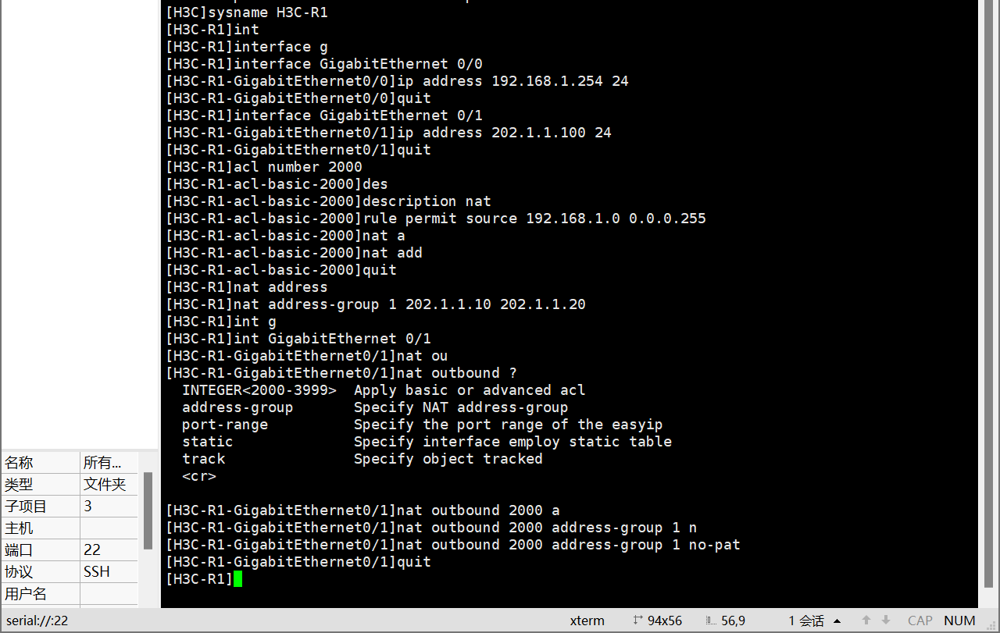 [H3C]sysname H3C-R1
[H3C-R1]int
[H3C-R1]interface g
[H3C-R1]interface GigabitEthernet 0/0
[H3C-R1-GigabitEthernet0/0]ip address 192.168.1.254 24
[H3C-R1-GigabitEthernet0/0]quit
[H3C-R1]interface GigabitEthernet 0/1
[H3C-R1-GigabitEthernet0/1]ip address 202.1.1.100 24
[H3C-R1-GigabitEthernet0/1]quit
[H3C-R1]acl number 2000
[H3C-R1-acl-basic-2000]des
[H3C-R1-acl-basic-2000]description nat
[H3C-R1-acl-basic-2000]rule permit source 192.168.1.0 0.0.0.255
[H3C-R1-acl-basic-2000]nat a
[H3C-R1-acl-basic-2000]nat add
[H3C-R1-acl-basic-2000]quit
[H3C-R1]nat address
[H3C-R1]nat address-group 1 202.1.1.10 202.1.1.20
[H3C-R1]int g
[H3C-R1]int GigabitEthernet 0/1
[H3C-R1-GigabitEthernet0/1]nat ou
[H3C-R1-GigabitEthernet0/1]nat outbound ?
  INTEGER<2000-3999>  Apply basic or advanced acl
  address-group       Specify NAT address-group
  port-range          Specify the port range of the easyip
  static              Specify interface employ static table
  track               Specify object tracked
  <cr>
[H3C-R1-GigabitEthernet0/1]nat outbound 2000 a
[H3C-R1-GigabitEthernet0/1]nat outbound 2000 address-group 1 n
[H3C-R1-GigabitEthernet0/1]nat outbound 2000 address-group 1 no-pat
[H3C-R1-GigabitEthernet0/1]quit
[H3C-R1]
名称 所有...
类型 文件夹
子项目 3
主机
端口 22
协议 SSH
用户名
serial://:22 xterm 94x56 56,9 1 会话 CAP NUM